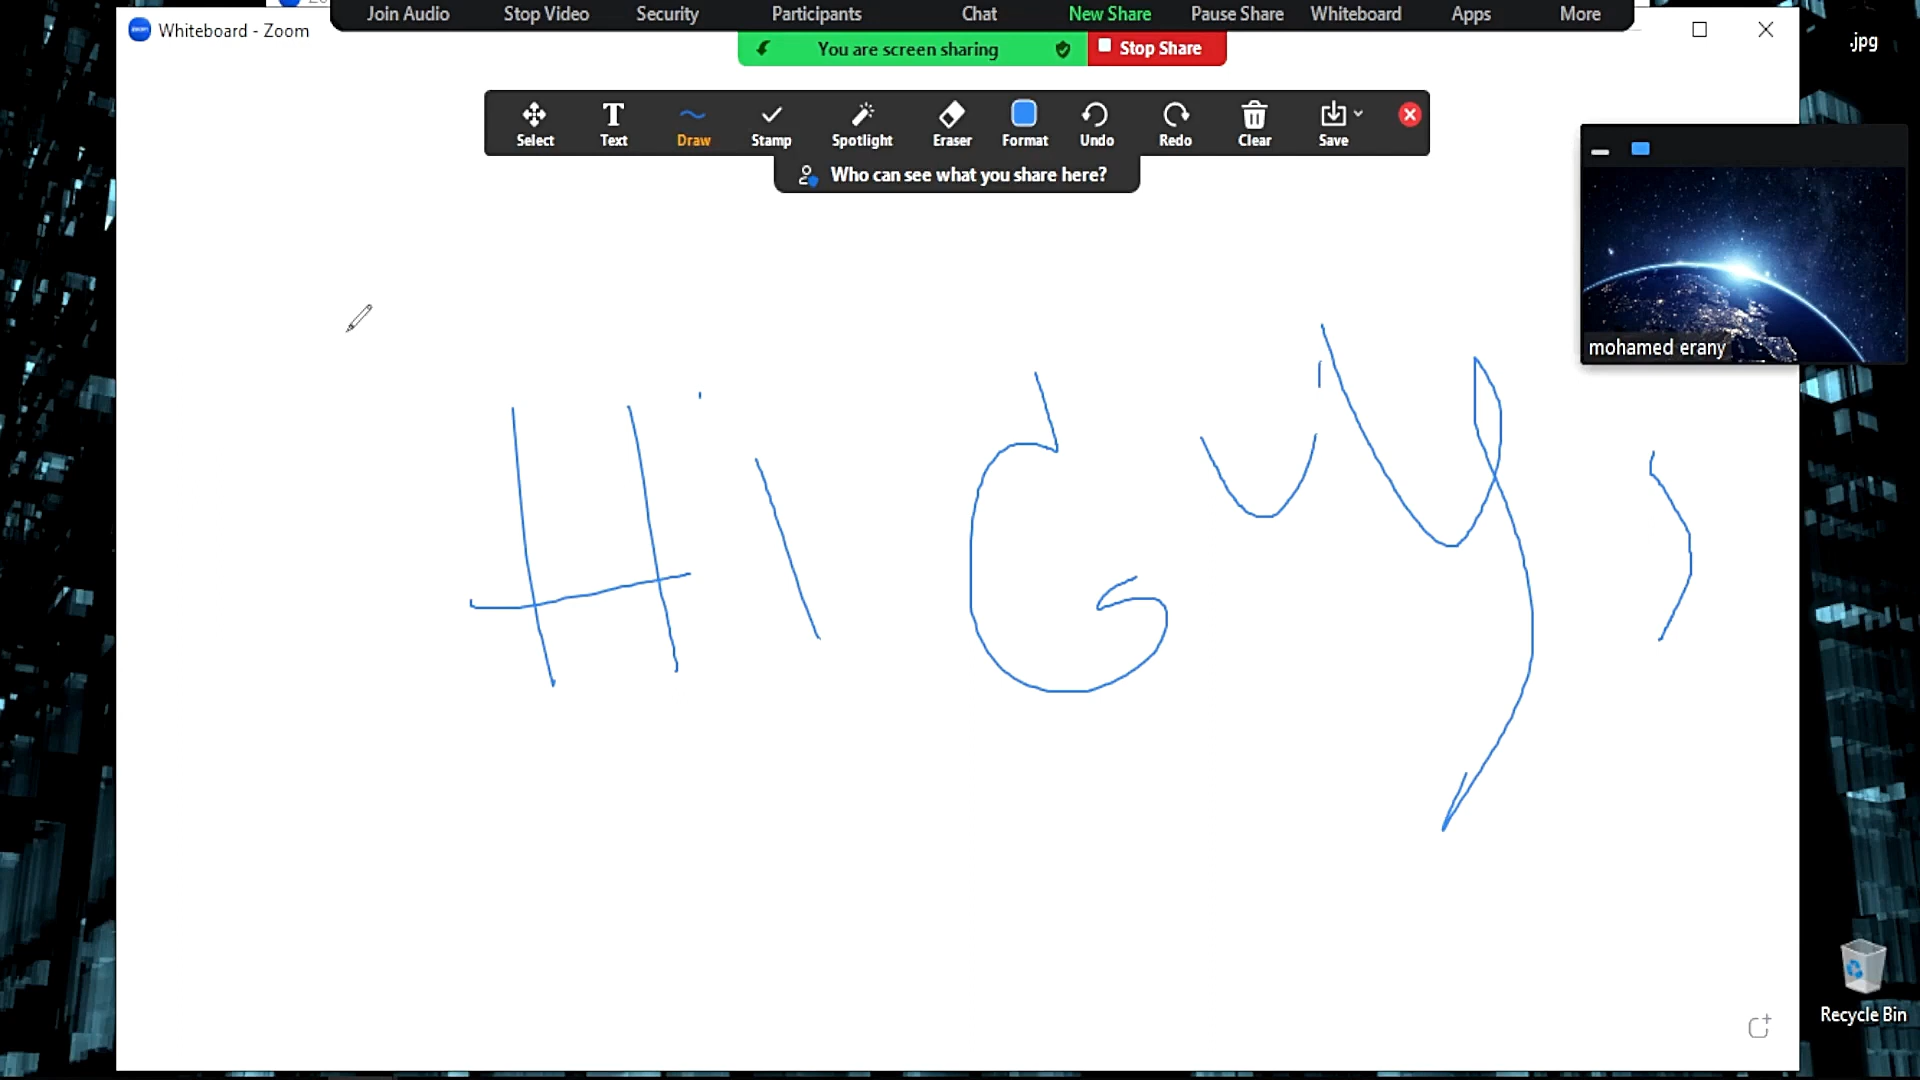 Join Audio Stop Video Security Participants Chat New Share Pause Share Whiteboard Apps More
Whiteboard - Zoom
.jpg
You are screen sharing Stop Share
Select Text Draw Stamp Spotlight Eraser Format Undo Redo Clear Save
Who can see what you share here?
mohamed erany
Hi Guys
Recycle Bin